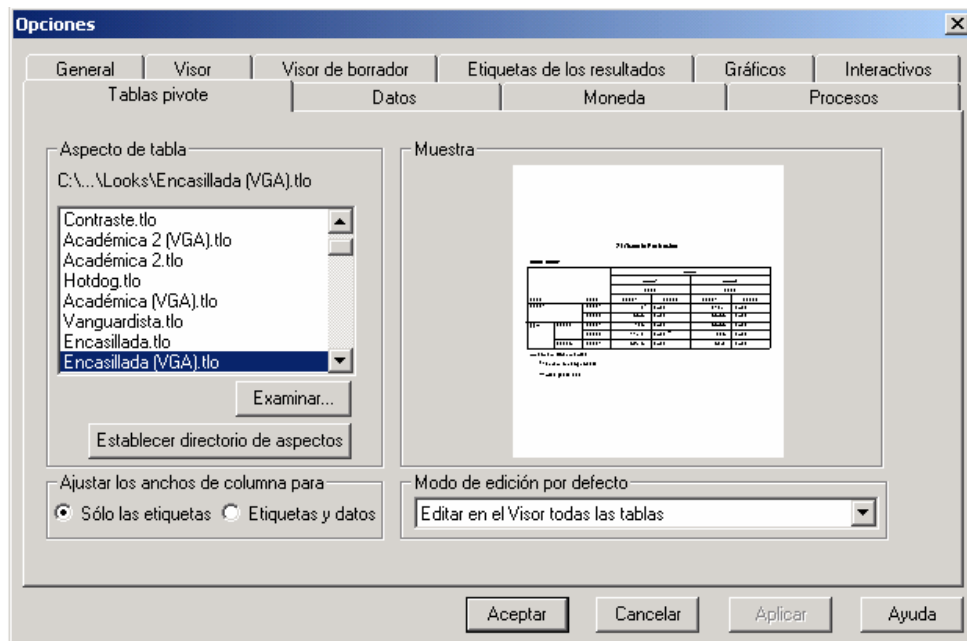 Opciones
General Visor Visor de borrador Etiquetas de los resultados Gráficos Interactivos
Tablas pivote Datos Moneda Procesos
Aspecto de tabla
C:\...\Looks\Encasillada (VGA).tlo
Contraste.tlo
Académica 2 (VGA).tlo
Académica 2.tlo
Hotdog.tlo
Académica (VGA).tlo
Vanguardista.tlo
Encasillada.tlo
Encasillada (VGA).tlo
Examinar...
Establecer directorio de aspectos
Muestra
Ajustar los anchos de columna para
Sólo las etiquetas Etiquetas y datos
Modo de edición por defecto
Editar en el Visor todas las tablas
Aceptar Cancelar Aplicar Ayuda